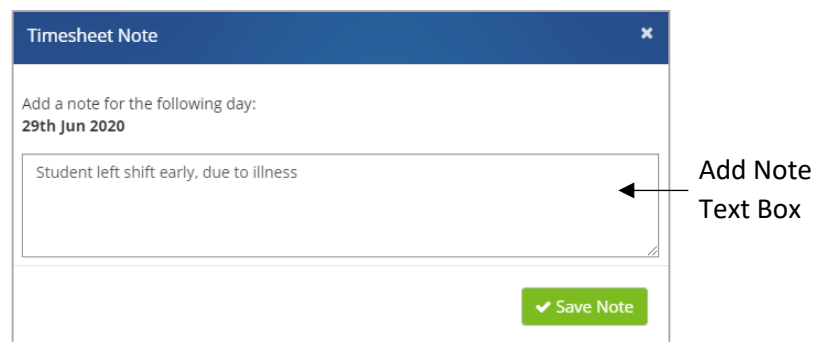 Timesheet Note
Add a note for the following day:
29th Jun 2020
Student left shift early, due to illness
Add Note
Text Box
Save Note